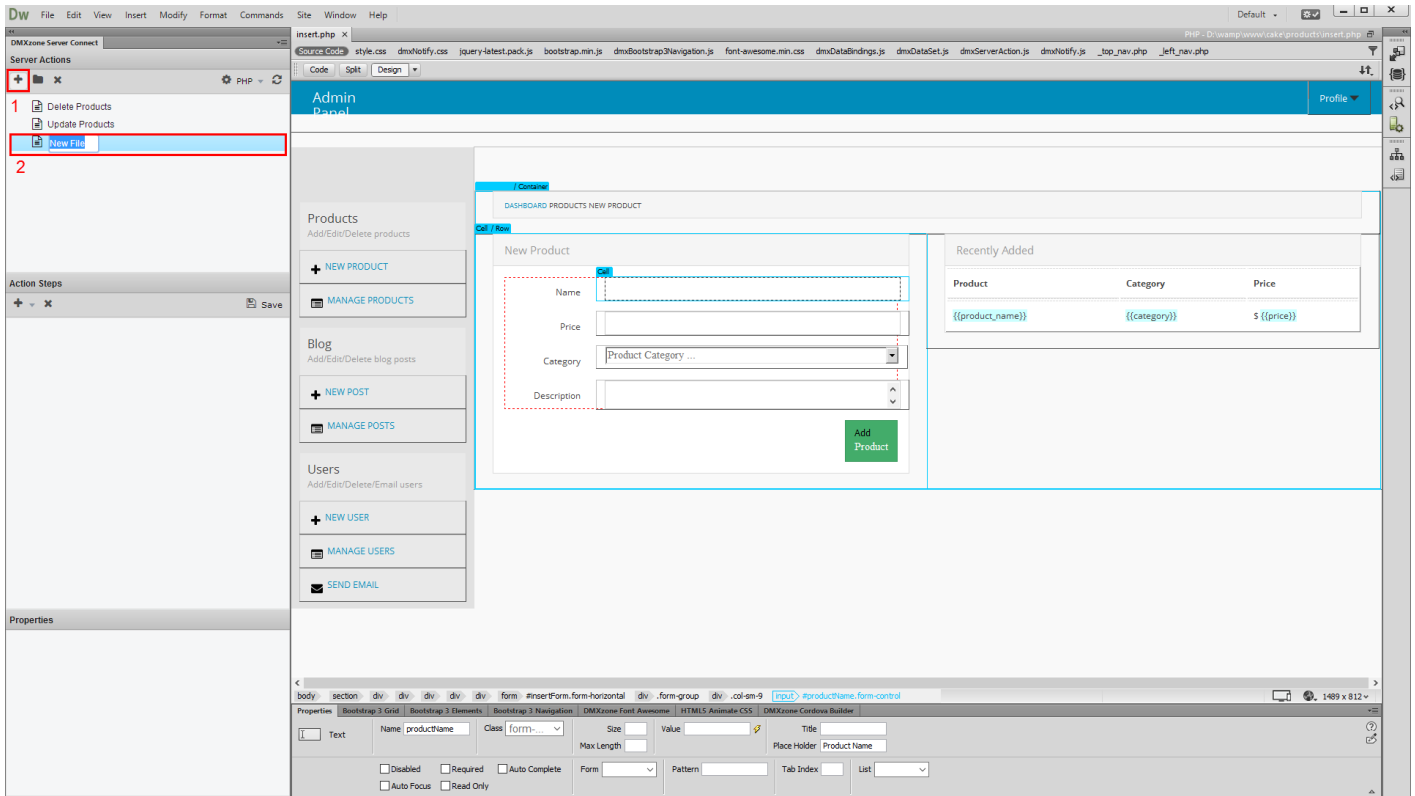 Dw File Edit View Insert Modify Format Commands Site Window Help
Default
DMXzone Server Connect
Server Actions
PHP
1
Delete Products
Update Products
New File
2
Action Steps
Save
Properties
insert.php ×
PHP - D:\wamp\www\cake\products\insert.php
Source Code style.css dmxNotify.css jquery-latest.pack.js bootstrap.min.js dmxBootstrap3Navigation.js font-awesome.min.css dmxDataBindings.js dmxDataSet.js dmxServerAction.js dmxNotify.js _top_nav.php _left_nav.php
Code Split Design
Admin
Panel
Profile
Products
Add/Edit/Delete products
NEW PRODUCT
MANAGE PRODUCTS
Blog
Add/Edit/Delete blog posts
NEW POST
MANAGE POSTS
Users
Add/Edit/Delete/Email users
NEW USER
MANAGE USERS
SEND EMAIL
/ Container
DASHBOARD PRODUCTS NEW PRODUCT
Cell / Row
New Product
Cell
Name
Price
Category
Product Category ...
Description
Add
Product
Recently Added
Product Category Price
{{product_name}} {{category}} $ {{price}}
body section div div div div div form #insertForm.form-horizontal div .form-group div .col-sm-9 input #productName.form-control
1489 x 812
Properties Bootstrap 3 Grid Bootstrap 3 Elements Bootstrap 3 Navigation DMXzone Font Awesome HTML5 Animate CSS DMXzone Cordova Builder
Text Name productName Class form-... Size Value Title
Max Length Place Holder Product Name
Disabled Required Auto Complete Form Pattern Tab Index List
Auto Focus Read Only